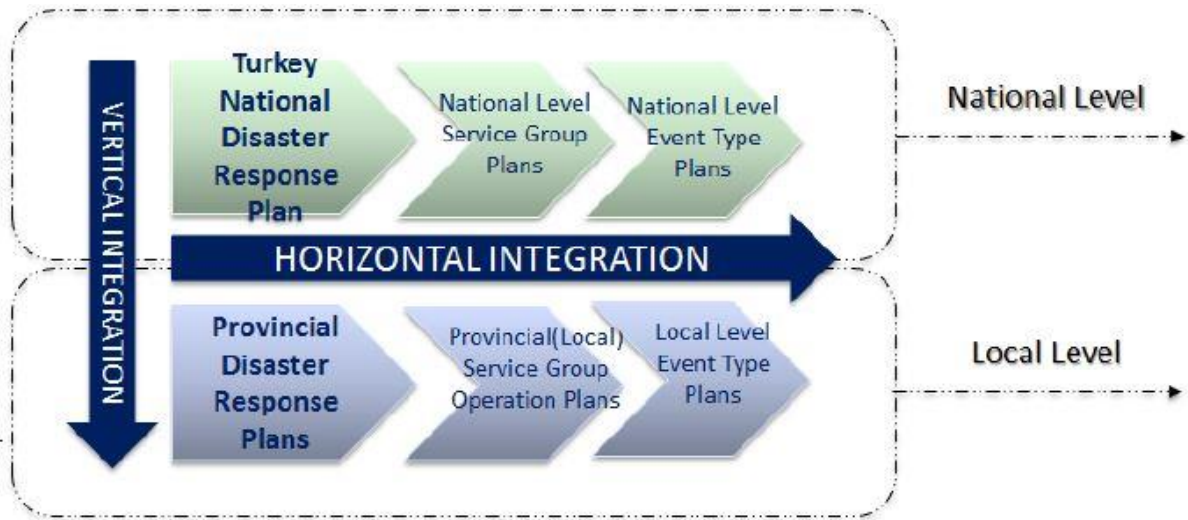 VERTICAL INTEGRATION
Turkey
National
Disaster
Response
Plan
National Level
Service Group
Plans
National Level
Event Type
Plans
National Level
HORIZONTAL INTEGRATION
Provincial
Disaster
Response
Plans
Provincial(Local)
Service Group
Operation Plans
Local Level
Event Type
Plans
Local Level